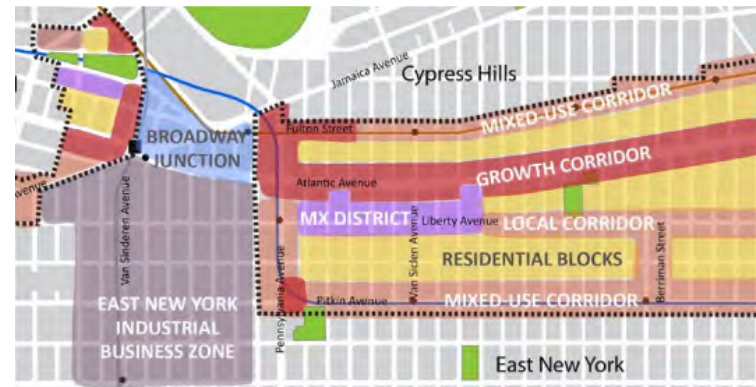 Jamaica Avenue
Cypress Hills
MIXED-USE CORRIDOR
BROADWAY
JUNCTION
Fulton Street
GROWTH CORRIDOR
Atlantic Avenue
MX DISTRICT
Liberty Avenue
LOCAL CORRIDOR
Avenue
Van Sinderen Avenue
Van Siclen Avenue
Berriman Street
RESIDENTIAL BLOCKS
Pennsylvania Avenue
Pitkin Avenue
MIXED-USE CORRIDOR
EAST NEW YORK
INDUSTRIAL
BUSINESS ZONE
East New York